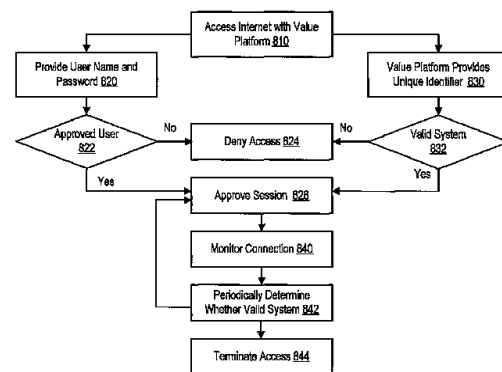 Access Internet with Value
Platform 810
Provide User Name and
Password 820
Value Platform Provides
Unique Identifier 830
Approved User
822
No
Deny Access 824
No
Valid System
832
Yes
Yes
Approve Session 826
Monitor Connection 840
Periodically Determine
Whether Valid System 842
Terminate Access 844